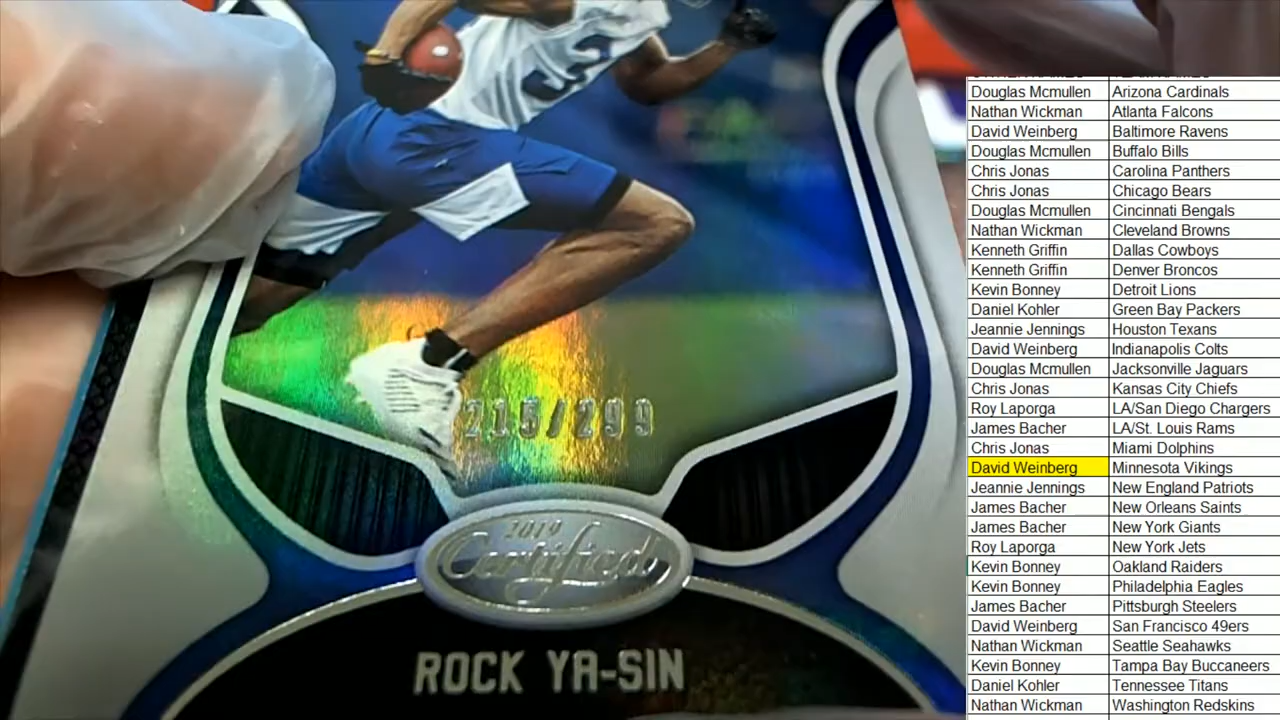 215/299
2019
Certified
ROCK YA-SIN
Douglas Mcmullen Arizona Cardinals
Nathan Wickman Atlanta Falcons
David Weinberg Baltimore Ravens
Douglas Mcmullen Buffalo Bills
Chris Jonas Carolina Panthers
Chris Jonas Chicago Bears
Douglas Mcmullen Cincinnati Bengals
Nathan Wickman Cleveland Browns
Kenneth Griffin Dallas Cowboys
Kenneth Griffin Denver Broncos
Kevin Bonney Detroit Lions
Daniel Kohler Green Bay Packers
Jeannie Jennings Houston Texans
David Weinberg Indianapolis Colts
Douglas Mcmullen Jacksonville Jaguars
Chris Jonas Kansas City Chiefs
Roy Laporga LA/San Diego Chargers
James Bacher LA/St. Louis Rams
Chris Jonas Miami Dolphins
David Weinberg Minnesota Vikings
Jeannie Jennings New England Patriots
James Bacher New Orleans Saints
James Bacher New York Giants
Roy Laporga New York Jets
Kevin Bonney Oakland Raiders
Kevin Bonney Philadelphia Eagles
James Bacher Pittsburgh Steelers
David Weinberg San Francisco 49ers
Nathan Wickman Seattle Seahawks
Kevin Bonney Tampa Bay Buccaneers
Daniel Kohler Tennessee Titans
Nathan Wickman Washington Redskins